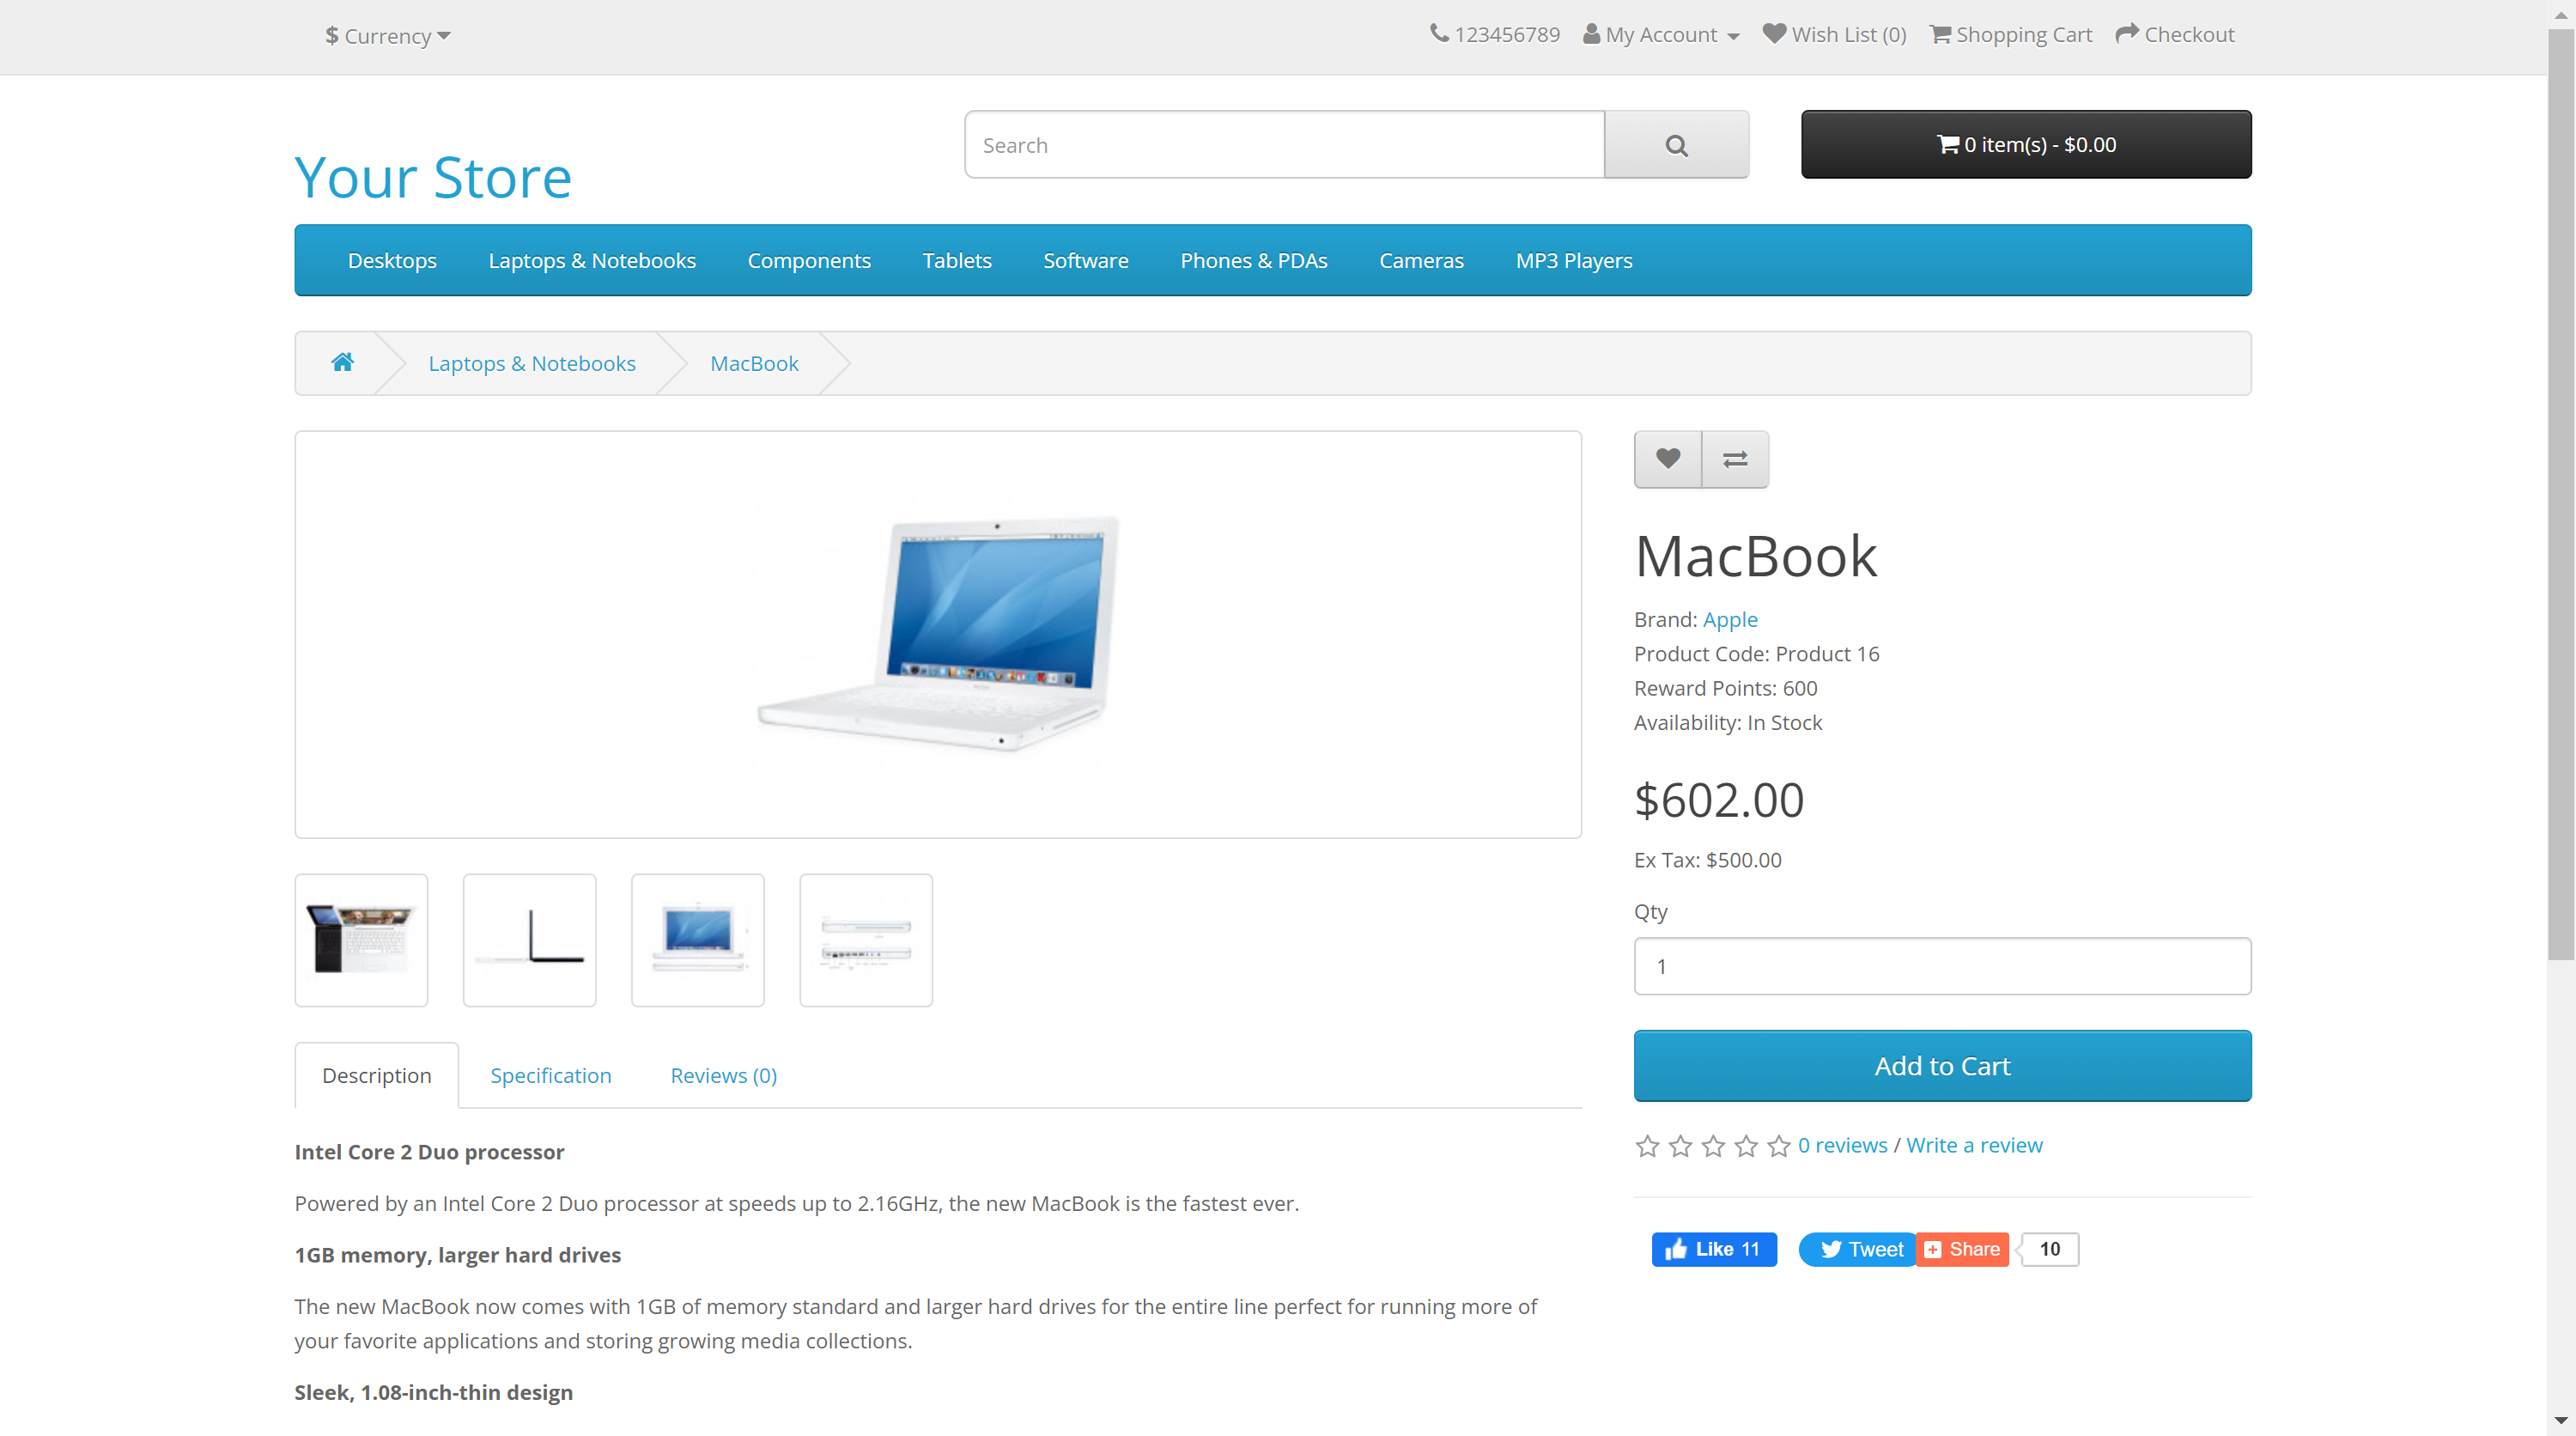 $ Currency
123456789 My Account Wish List (0) Shopping Cart Checkout
Your Store
Search
0 item(s) - $0.00
Desktops Laptops & Notebooks Components Tablets Software Phones & PDAs Cameras MP3 Players
Laptops & Notebooks MacBook
MacBook
Brand: Apple
Product Code: Product 16
Reward Points: 600
Availability: In Stock
$602.00
Ex Tax: $500.00
Qty
1
Add to Cart
0 reviews / Write a review
Like 11 Tweet Share 10
Description Specification Reviews (0)
Intel Core 2 Duo processor
Powered by an Intel Core 2 Duo processor at speeds up to 2.16GHz, the new MacBook is the fastest ever.
1GB memory, larger hard drives
The new MacBook now comes with 1GB of memory standard and larger hard drives for the entire line perfect for running more of
your favorite applications and storing growing media collections.
Sleek, 1.08-inch-thin design